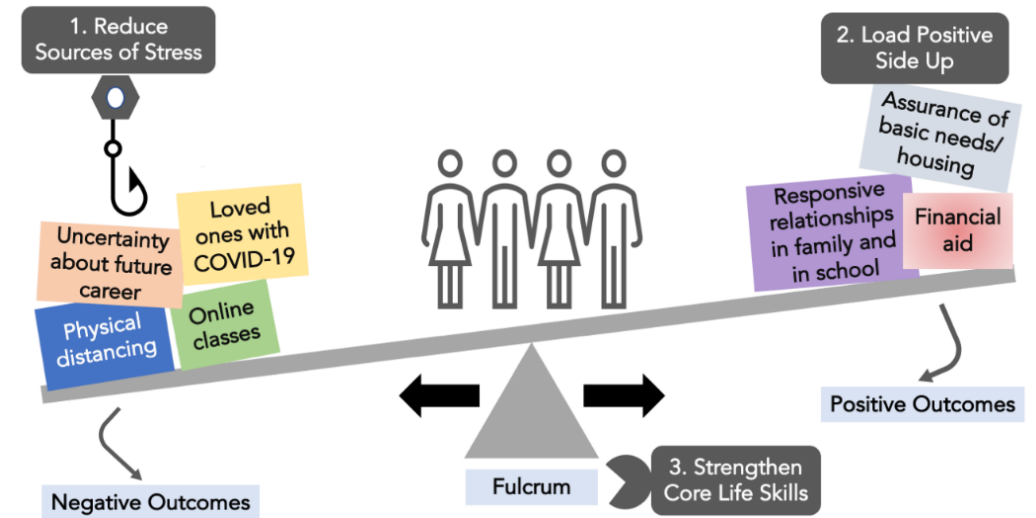 1. Reduce
Sources of Stress
2. Load Positive
Side Up
Assurance of
basic needs/
housing
Loved
ones with
COVID-19
Uncertainty
about future
career
Responsive
relationships
in family and
in school
Financial
aid
Physical
distancing
Online
classes
Positive Outcomes
Negative Outcomes
Fulcrum
3. Strengthen
Core Life Skills